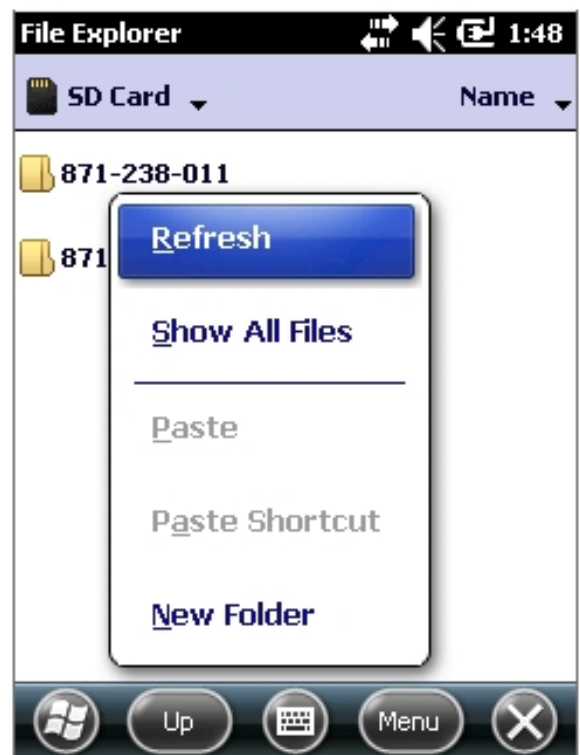 File Explorer 1:48
SD Card Name
871-238-011
871
Refresh
Show All Files
Paste
Paste Shortcut
New Folder
Up Menu